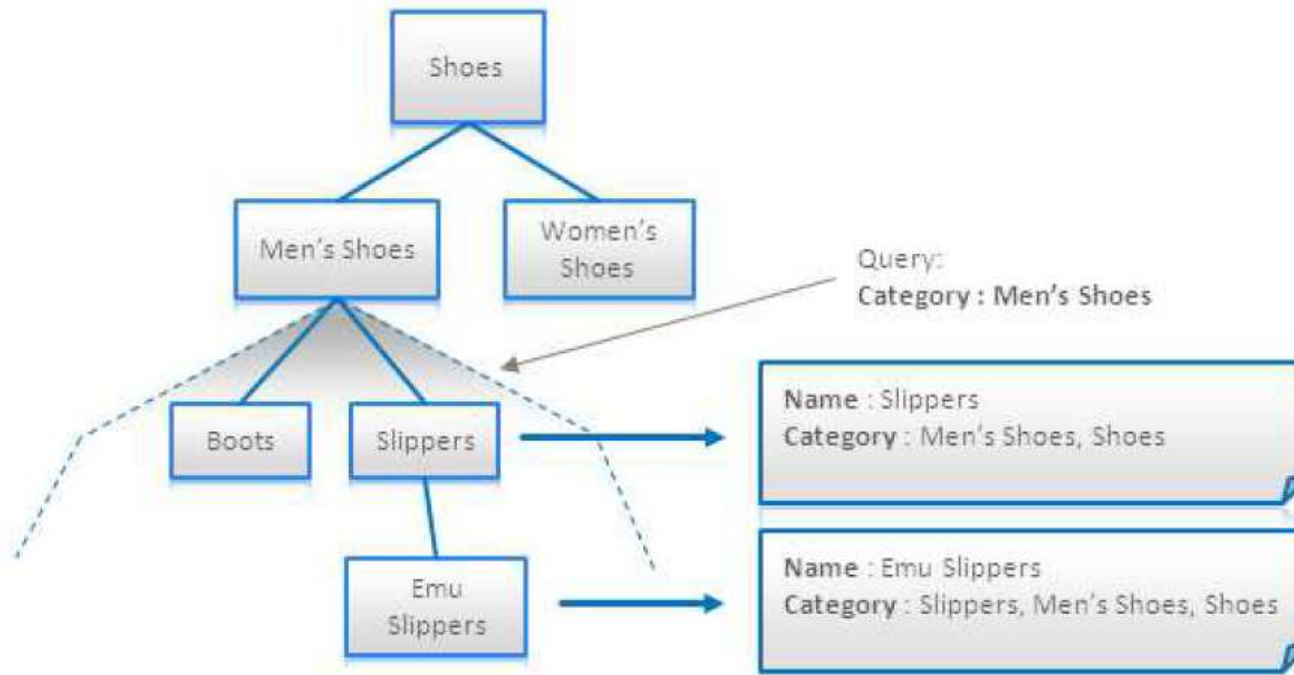 Shoes
Men's Shoes
Women's
Shoes
Query:
Category : Men's Shoes
Boots
Slippers
Name : Slippers
Category : Men's Shoes, Shoes
Emu
Slippers
Name : Emu Slippers
Category : Slippers, Men's Shoes, Shoes